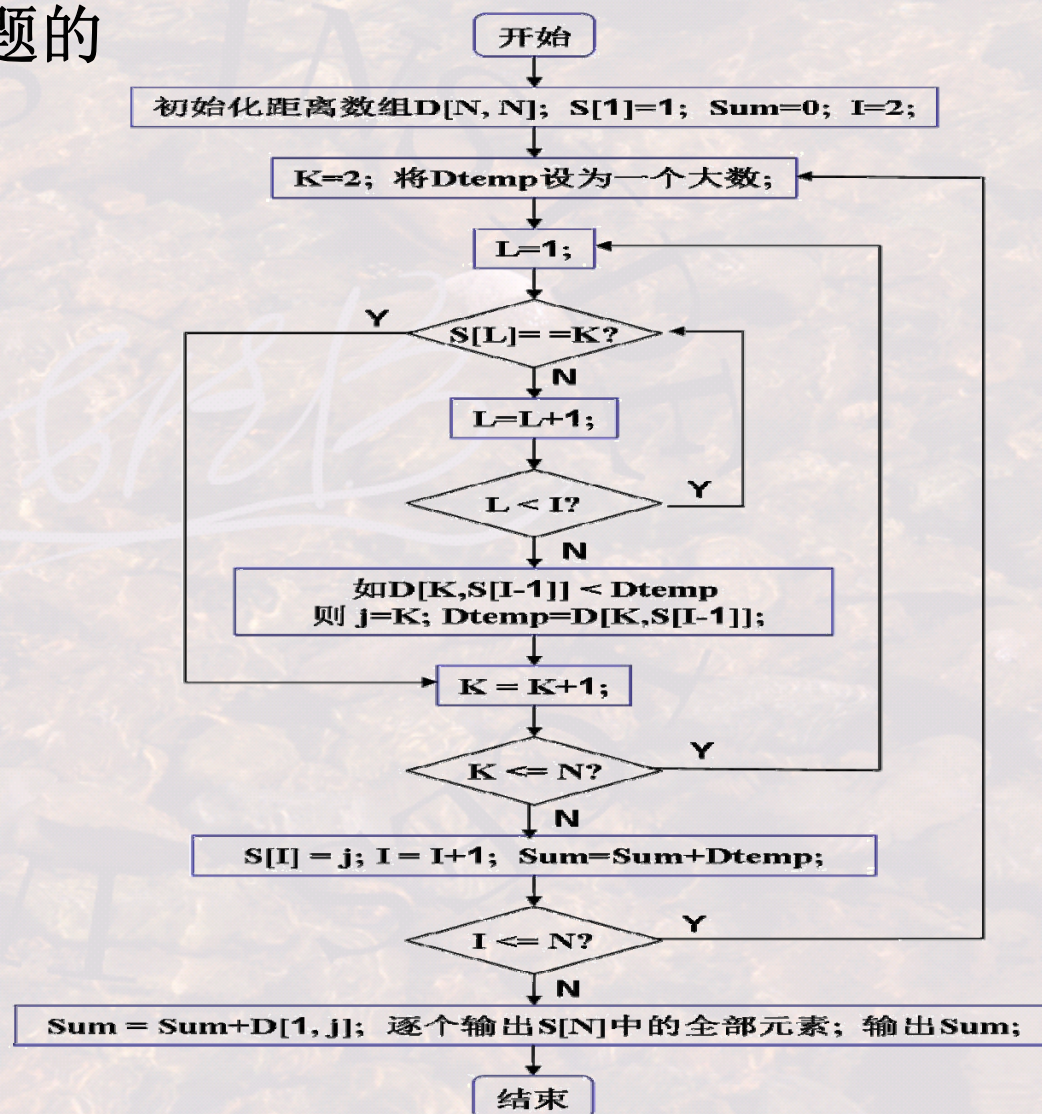 题的
开始
初始化距离数组D[N, N]; S[1]=1; Sum=0; I=2;
K=2; 将Dtemp设为一个大数;
L=1;
Y
S[L]= =K?
N
L=L+1;
L < I?
Y
N
如D[K,S[I-1]] < Dtemp
则 j=K; Dtemp=D[K,S[I-1]];
K = K+1;
K <= N?
Y
N
S[I] = j; I = I+1; Sum=Sum+Dtemp;
I <= N?
Y
N
Sum = Sum+D[1, j]; 逐个输出S[N]中的全部元素; 输出Sum;
结束